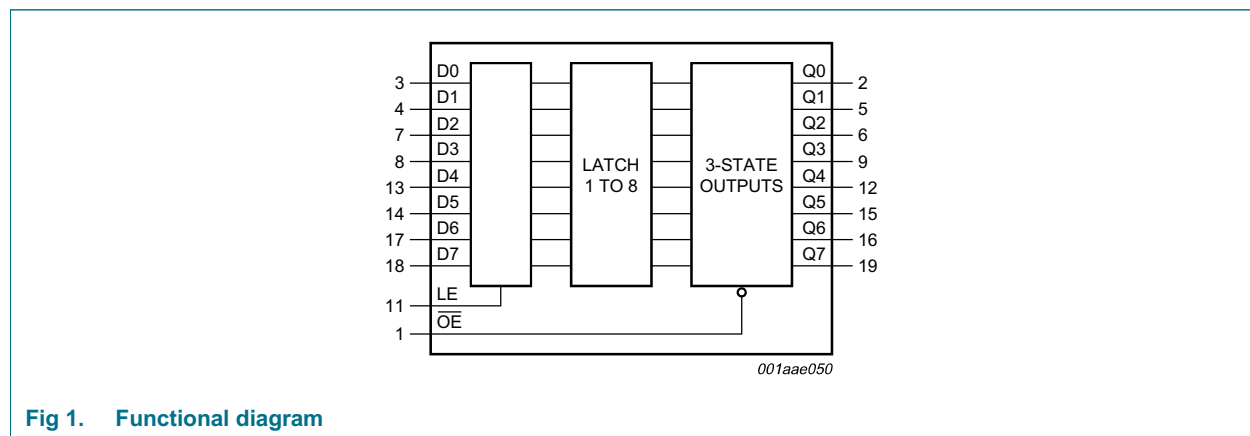 3 D0 Q0 2
4 D1 Q1 5
7 D2 Q2 6
8 D3 Q3 9
13 D4 Q4 12
14 D5 Q5 15
17 D6 Q6 16
18 D7 Q7 19
LATCH
1 TO 8
3-STATE
OUTPUTS
11 LE
1 O̅E̅
001aae050
Fig 1. Functional diagram